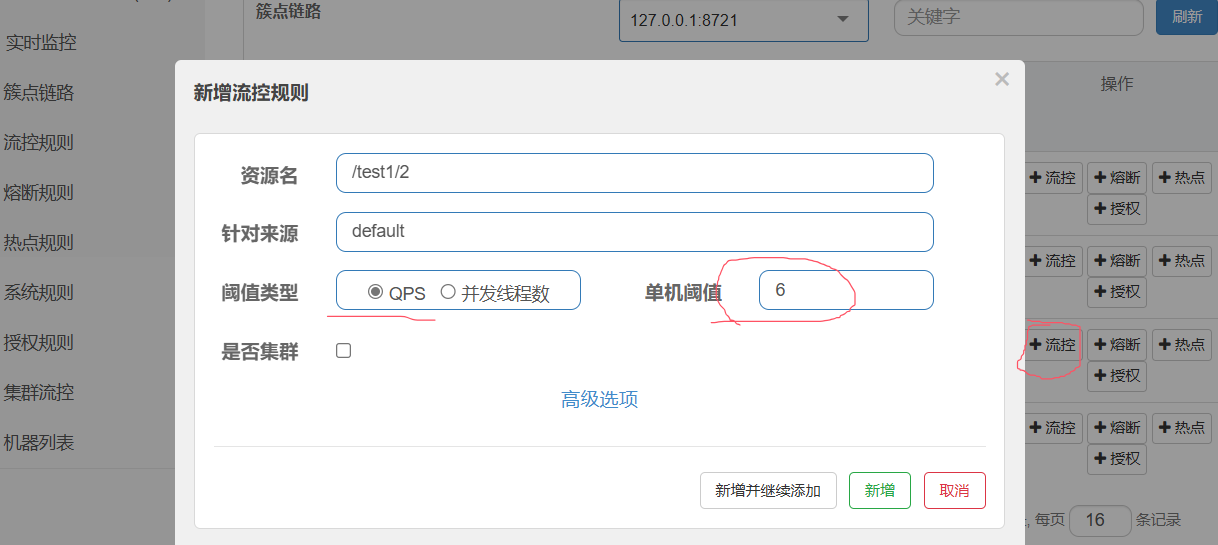 簇点链路
127.0.0.1:8721
关键字
刷新
实时监控
簇点链路
流控规则
熔断规则
热点规则
系统规则
授权规则
集群流控
机器列表
新增流控规则
×
资源名
/test1/2
针对来源
default
阈值类型
QPS 并发线程数
单机阈值
6
是否集群
高级选项
新增并继续添加 新增 取消
操作
+流控 +熔断 +热点
+授权
+流控 +熔断 +热点
+授权
+流控 +熔断 +热点
+授权
+流控 +熔断 +热点
+授权
, 每页 16 条记录